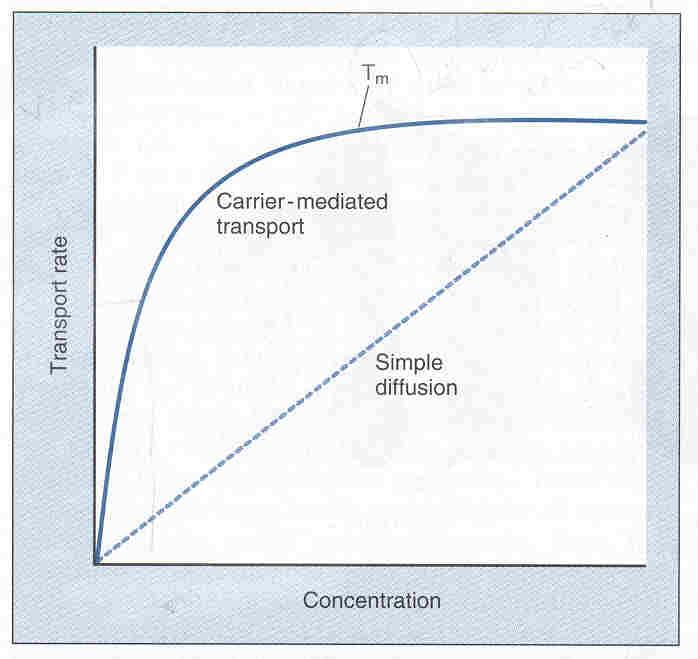 Tm
Carrier-mediated
transport
Transport rate
Simple
diffusion
Concentration